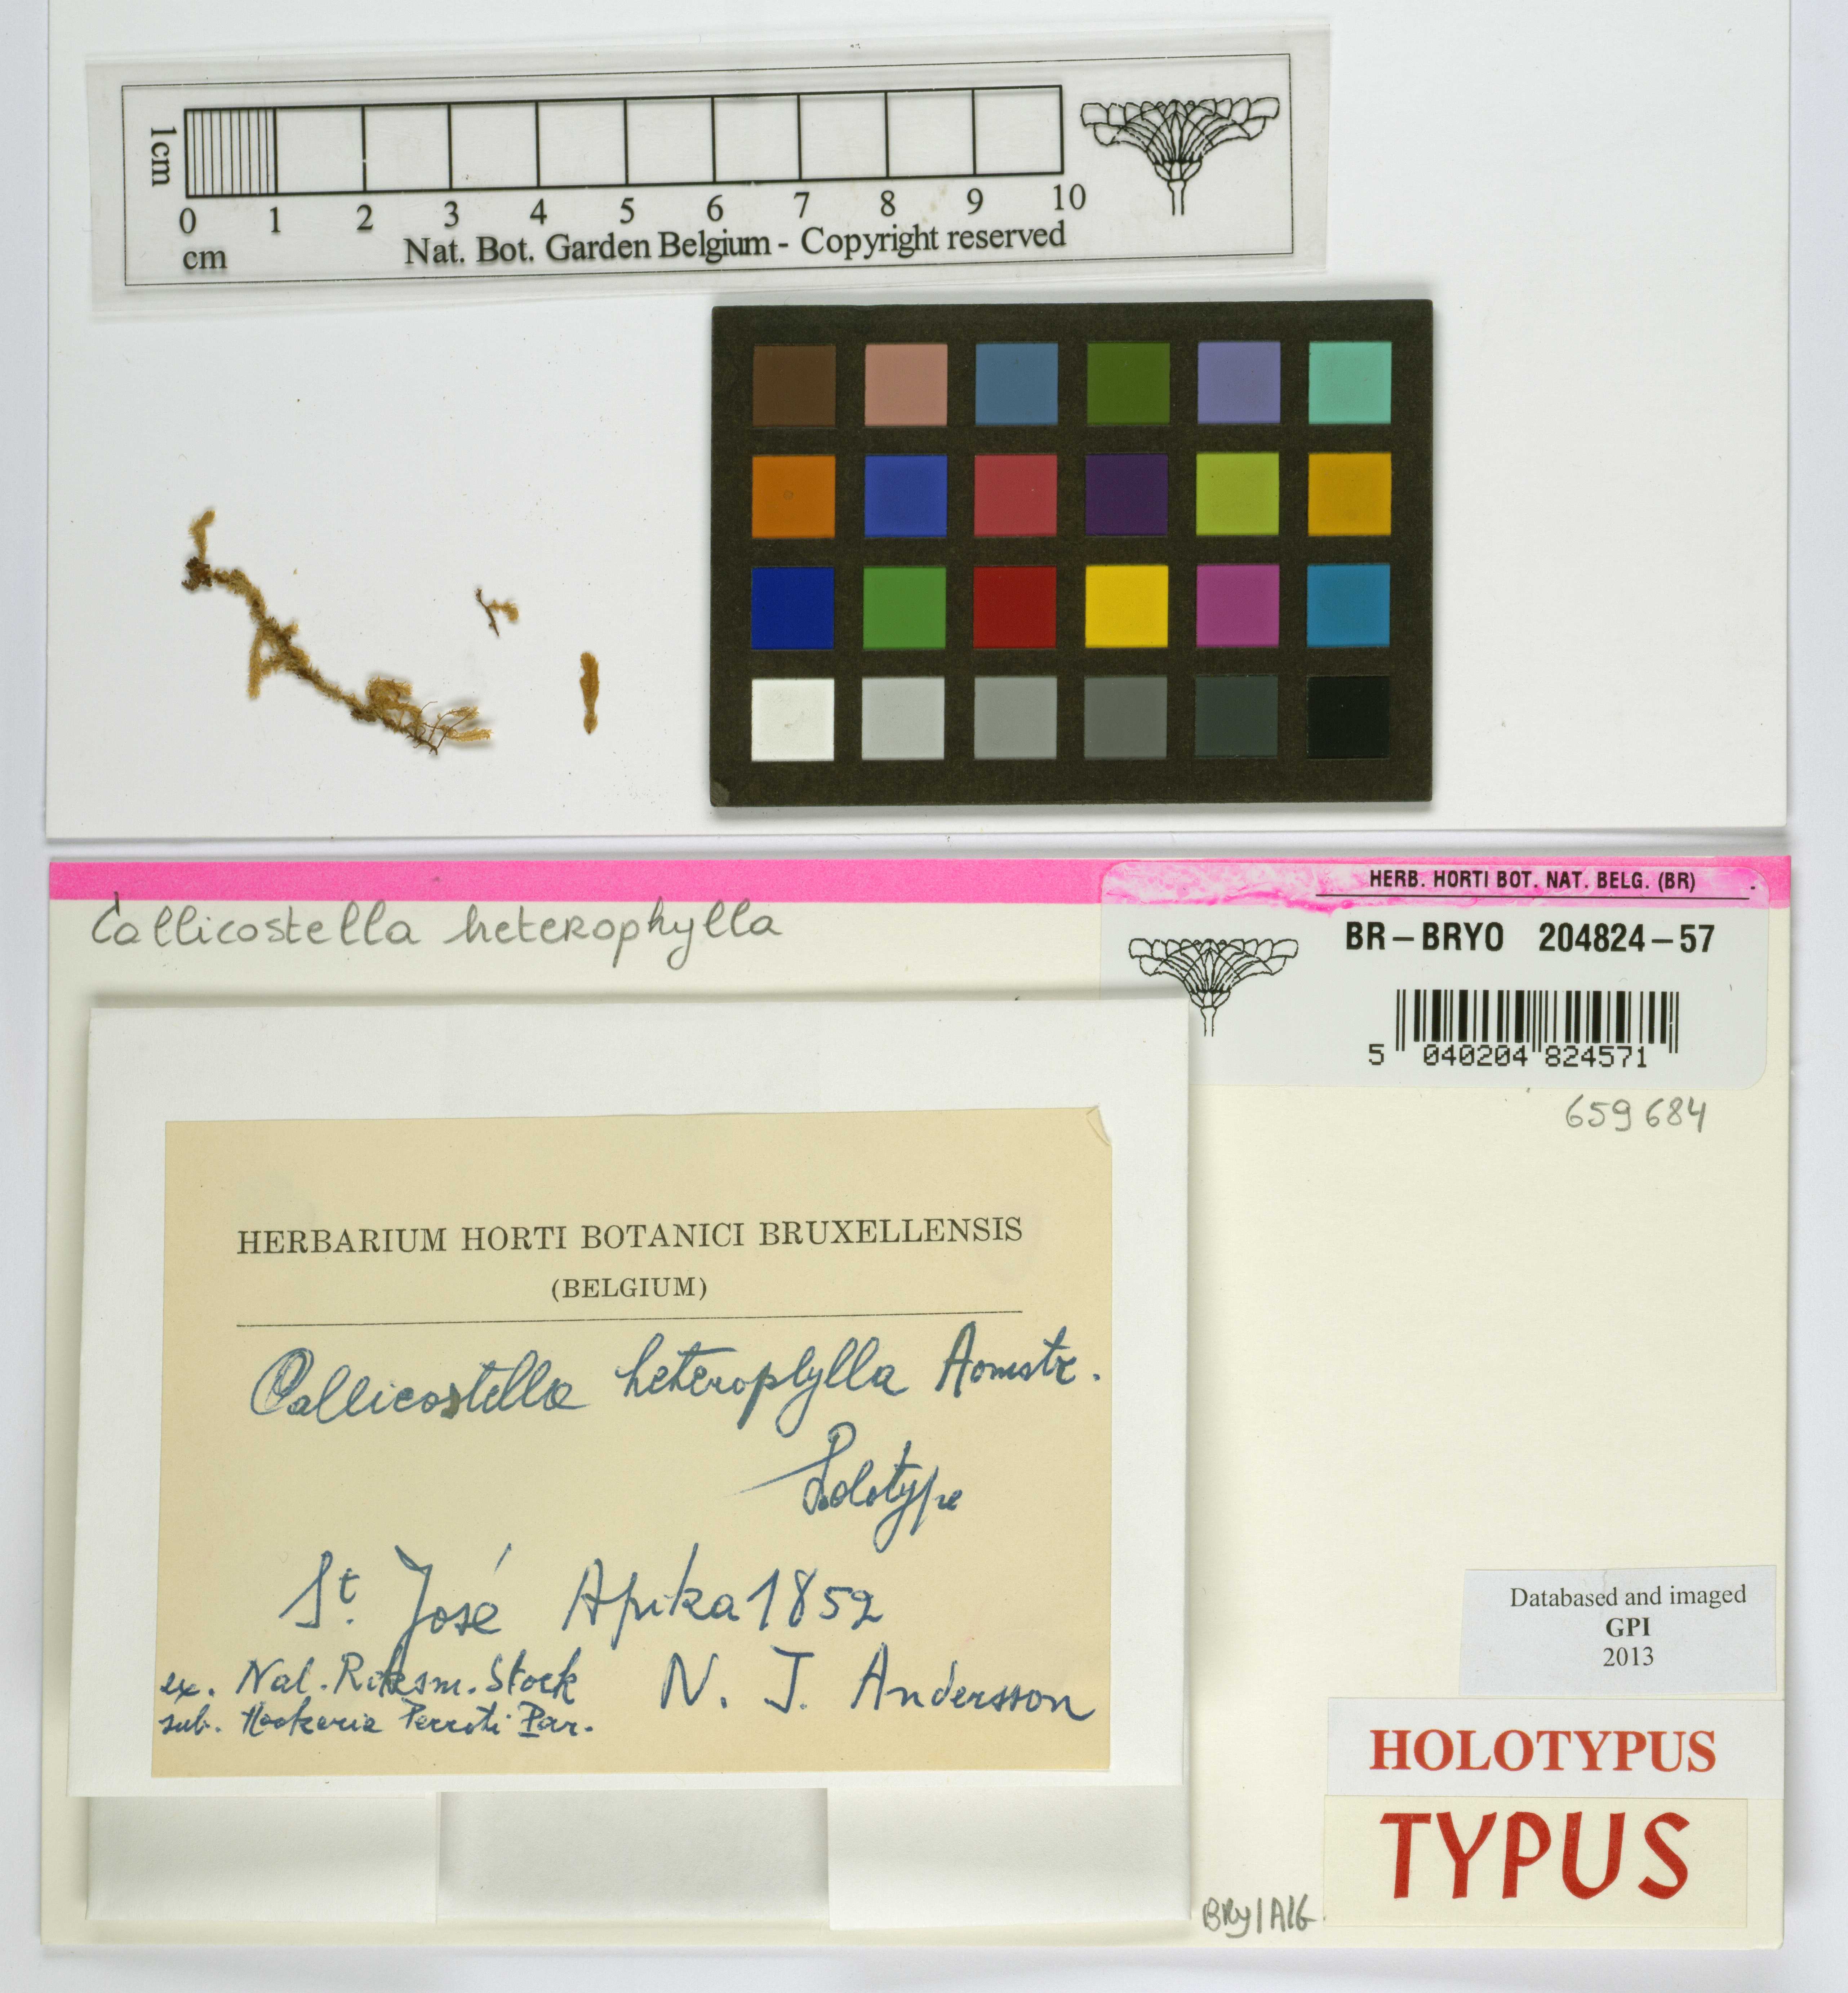 1cm
0 1 2 3 4 5 6 7 8 9 10
cm
Nat. Bot. Garden Belgium - Copyright reserved
HERB. HORTI BOT. NAT. BELG. (BR)
Callicostella heterophylla
BR-BRYO 204824-57
5 040204 824571
659684
HERBARIUM HORTI BOTANICI BRUXELLENSIS
(BELGIUM)
Callicostella heterophylla
Holotype
St. José Apika 1852
ex. Nat. Riksm. Stock
N. J. Andersson
sub. Hookeria Perroti Par.
Databased and imaged
GPI
2013
HOLOTYPUS
TYPUS
BRY/AlG